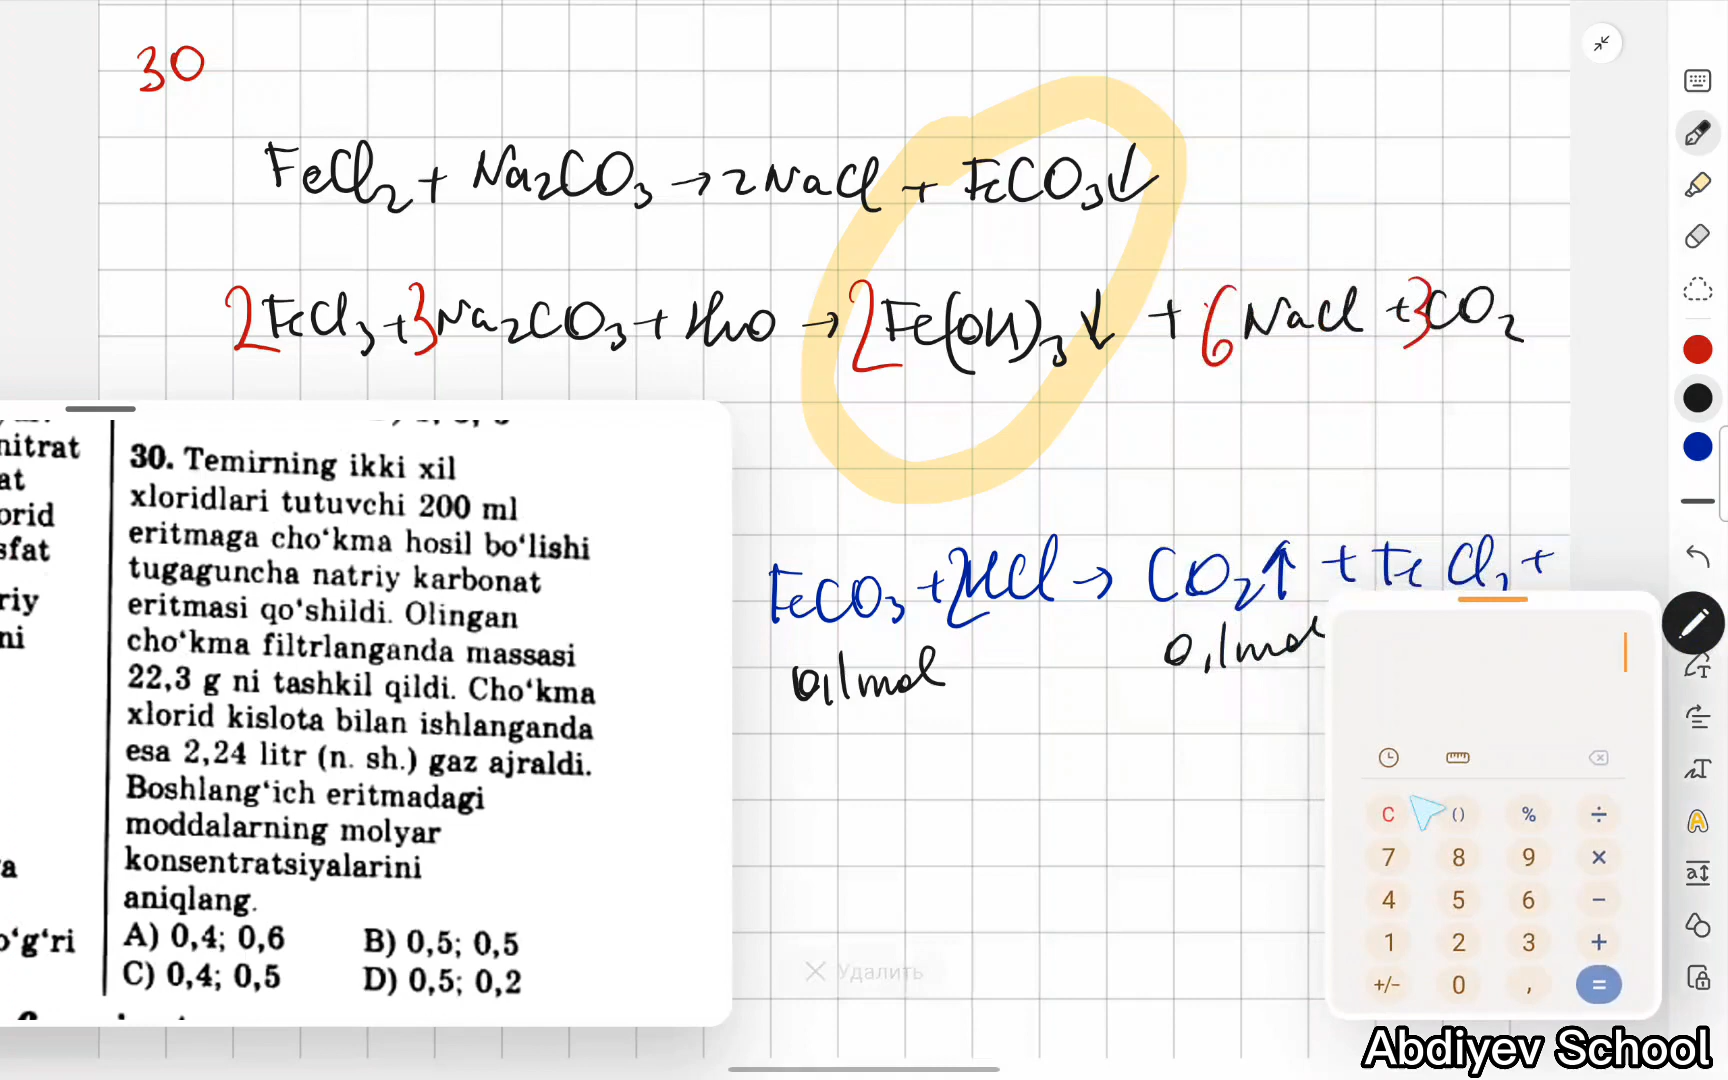 30
FeCl2 + Na2CO3 → 2NaCl + FeCO3↓
2FeCl3 + 3Na2CO3 + H2O → 2Fe(OH)3↓ + 6NaCl + 3CO2
nitrat
at
orid
sfat
riy
ni
a
o‘g‘ri
30. Temirning ikki xil
xloridlari tutuvchi 200 ml
eritmaga cho‘kma hosil bo‘lishi
tugaguncha natriy karbonat
eritmasi qo‘shildi. Olingan
cho‘kma filtrlanganda massasi
22,3 g ni tashkil qildi. Cho‘kma
xlorid kislota bilan ishlanganda
esa 2,24 litr (n. sh.) gaz ajraldi.
Boshlang‘ich eritmadagi
moddalarning molyar
konsentratsiyalarini
aniqlang.
A) 0,4; 0,6 B) 0,5; 0,5
C) 0,4; 0,5 D) 0,5; 0,2
FeCO3 + 2HCl → CO2↑ + FeCl2 +
0,1mol 0,1mol
Удалить
C () % ÷
7 8 9 ×
4 5 6 −
1 2 3 +
+/− 0 , =
Abdiyev School